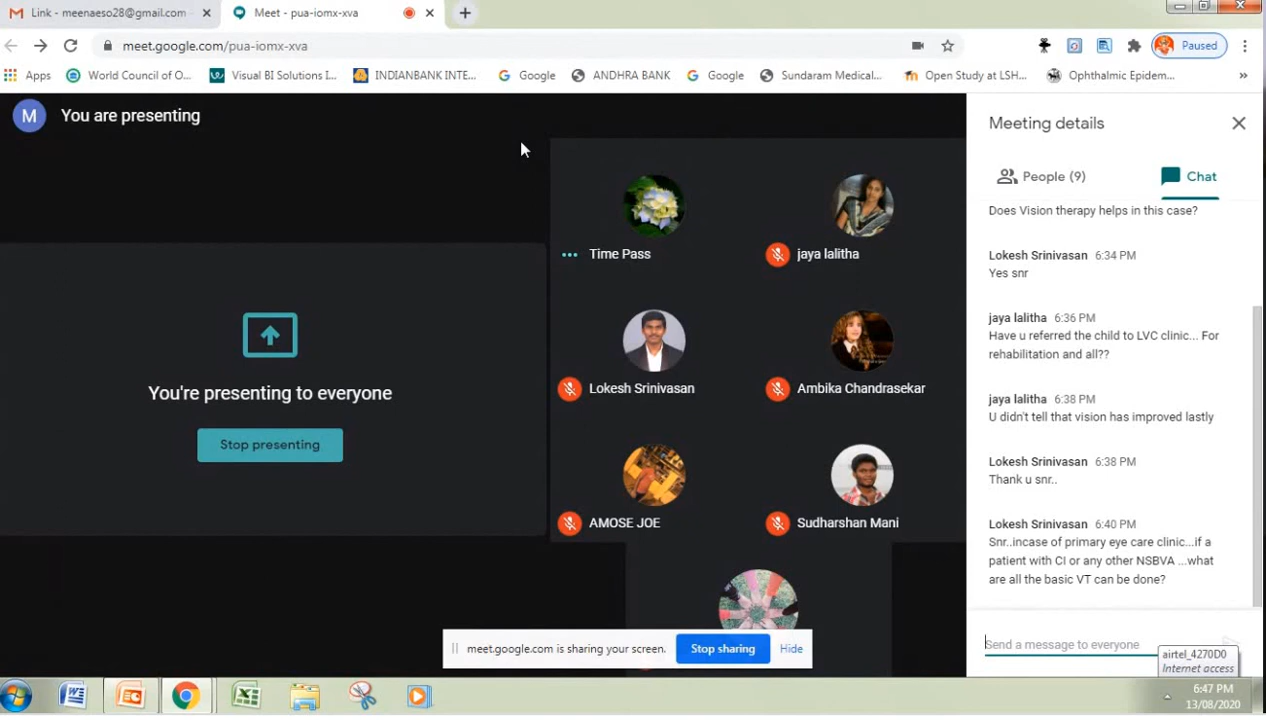 Link - meenaeso28@gmail.com
Meet - pua-iomx-xva
meet.google.com/pua-iomx-xva
Paused
Apps
World Council of O...
Visual BI Solutions I...
INDIANBANK INTE...
Google
ANDHRA BANK
Google
Sundaram Medical...
Open Study at LSH...
Ophthalmic Epidem...
»
M
You are presenting
You're presenting to everyone
Stop presenting
Time Pass
jaya lalitha
Lokesh Srinivasan
Ambika Chandrasekar
AMOSE JOE
Sudharshan Mani
meet.google.com is sharing your screen.
Stop sharing
Hide
Meeting details
People (9)
Chat
Does Vision therapy helps in this case?
Lokesh Srinivasan 6:34 PM
Yes snr
jaya lalitha 6:36 PM
Have u referred the child to LVC clinic... For
rehabilitation and all??
jaya lalitha 6:38 PM
U didn't tell that vision has improved lastly
Lokesh Srinivasan 6:38 PM
Thank u snr..
Lokesh Srinivasan 6:40 PM
Snr..incase of primary eye care clinic...if a
patient with CI or any other NSBVA ...what
are all the basic VT can be done?
Send a message to everyone
airtel_4270D0
Internet access
6:47 PM
13/08/2020